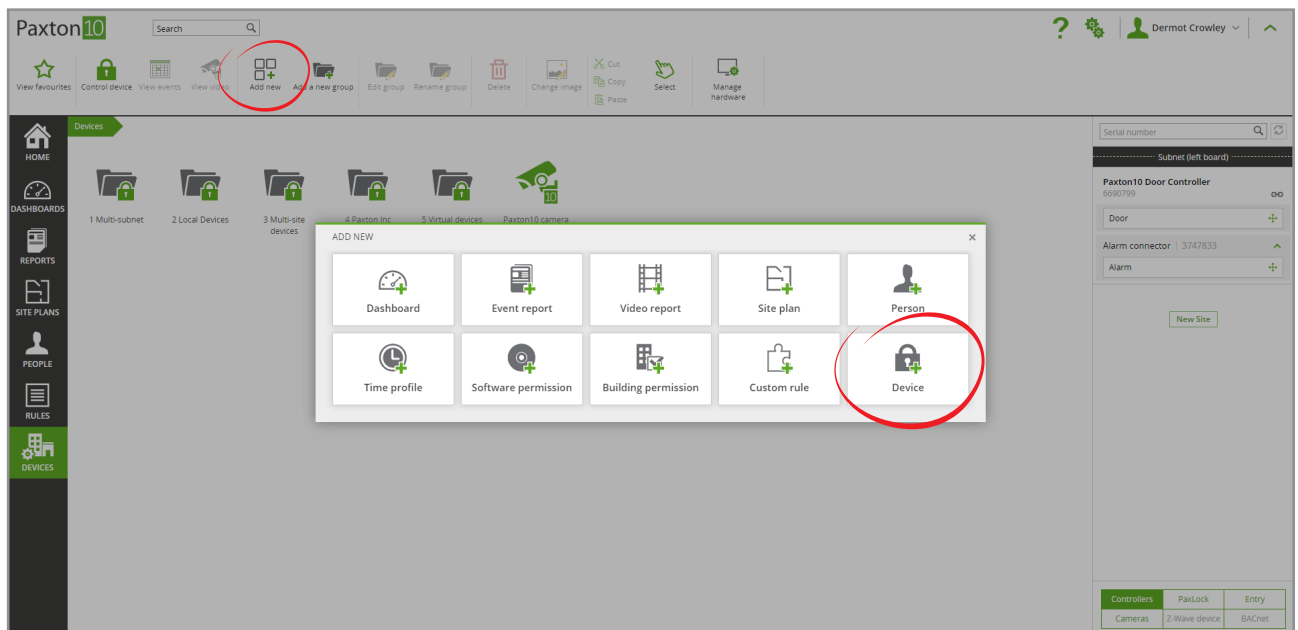 Paxton10
Search
Dermot Crowley
View favourites
Control device
View events
View video
Add new
Add a new group
Edit group
Rename group
Delete
Change image
Cut
Copy
Paste
Select
Manage
hardware
HOME
DASHBOARDS
REPORTS
SITE PLANS
PEOPLE
RULES
DEVICES
Devices
1 Multi-subnet
2 Local Devices
3 Multi-site
devices
4 Paxton Inc
5 Virtual devices
Paxton10 camera
10
ADD NEW
Dashboard
Event report
Video report
Site plan
Person
Time profile
Software permission
Building permission
Custom rule
Device
Serial number
Subnet (left board)
Paxton10 Door Controller
6690799
Door
Alarm connector | 3747833
Alarm
New Site
Controllers
PaxLock
Entry
Cameras
Z-Wave device
BACnet